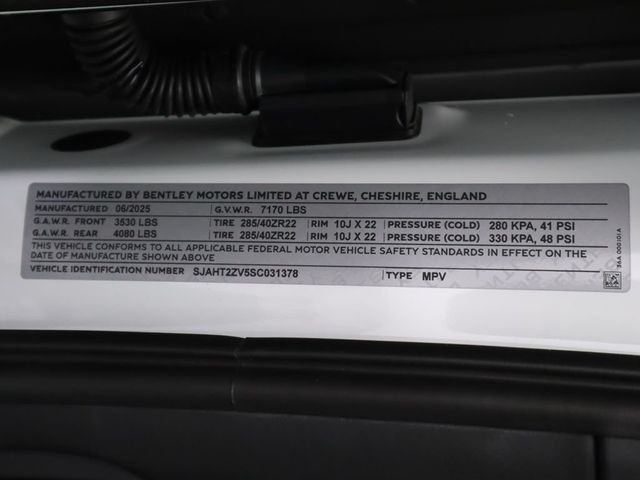 MANUFACTURED BY BENTLEY MOTORS LIMITED AT CREWE, CHESHIRE, ENGLAND
MANUFACTURED 06/2025 G.V.W.R. 7170 LBS
G.A.W.R. FRONT 3530 LBS TIRE 285/40ZR22 RIM 10J X 22 PRESSURE (COLD) 280 KPA, 41 PSI
G.A.W.R. REAR 4080 LBS TIRE 285/40ZR22 RIM 10J X 22 PRESSURE (COLD) 330 KPA, 48 PSI
THIS VEHICLE CONFORMS TO ALL APPLICABLE FEDERAL MOTOR VEHICLE SAFETY STANDARDS IN EFFECT ON THE
DATE OF MANUFACTURE SHOWN ABOVE
VEHICLE IDENTIFICATION NUMBER SJAHT2ZV5SC031378 TYPE MPV